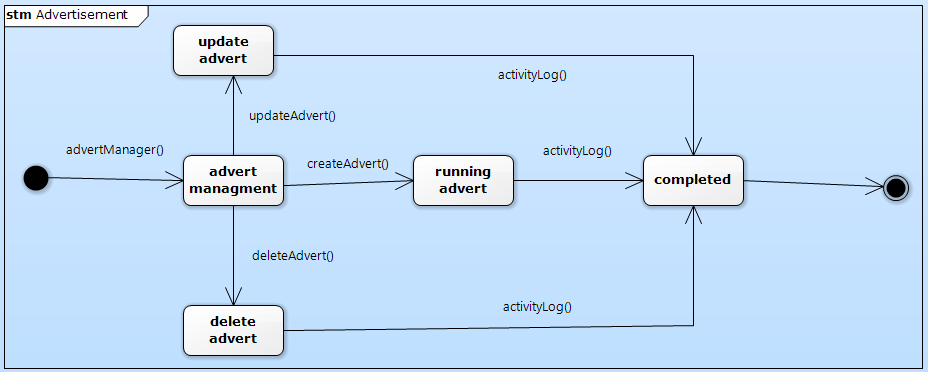 stm Advertisement
update
advert
activityLog()
updateAdvert()
advertManager()
advert
managment
createAdvert()
running
advert
activityLog()
completed
deleteAdvert()
delete
advert
activityLog()